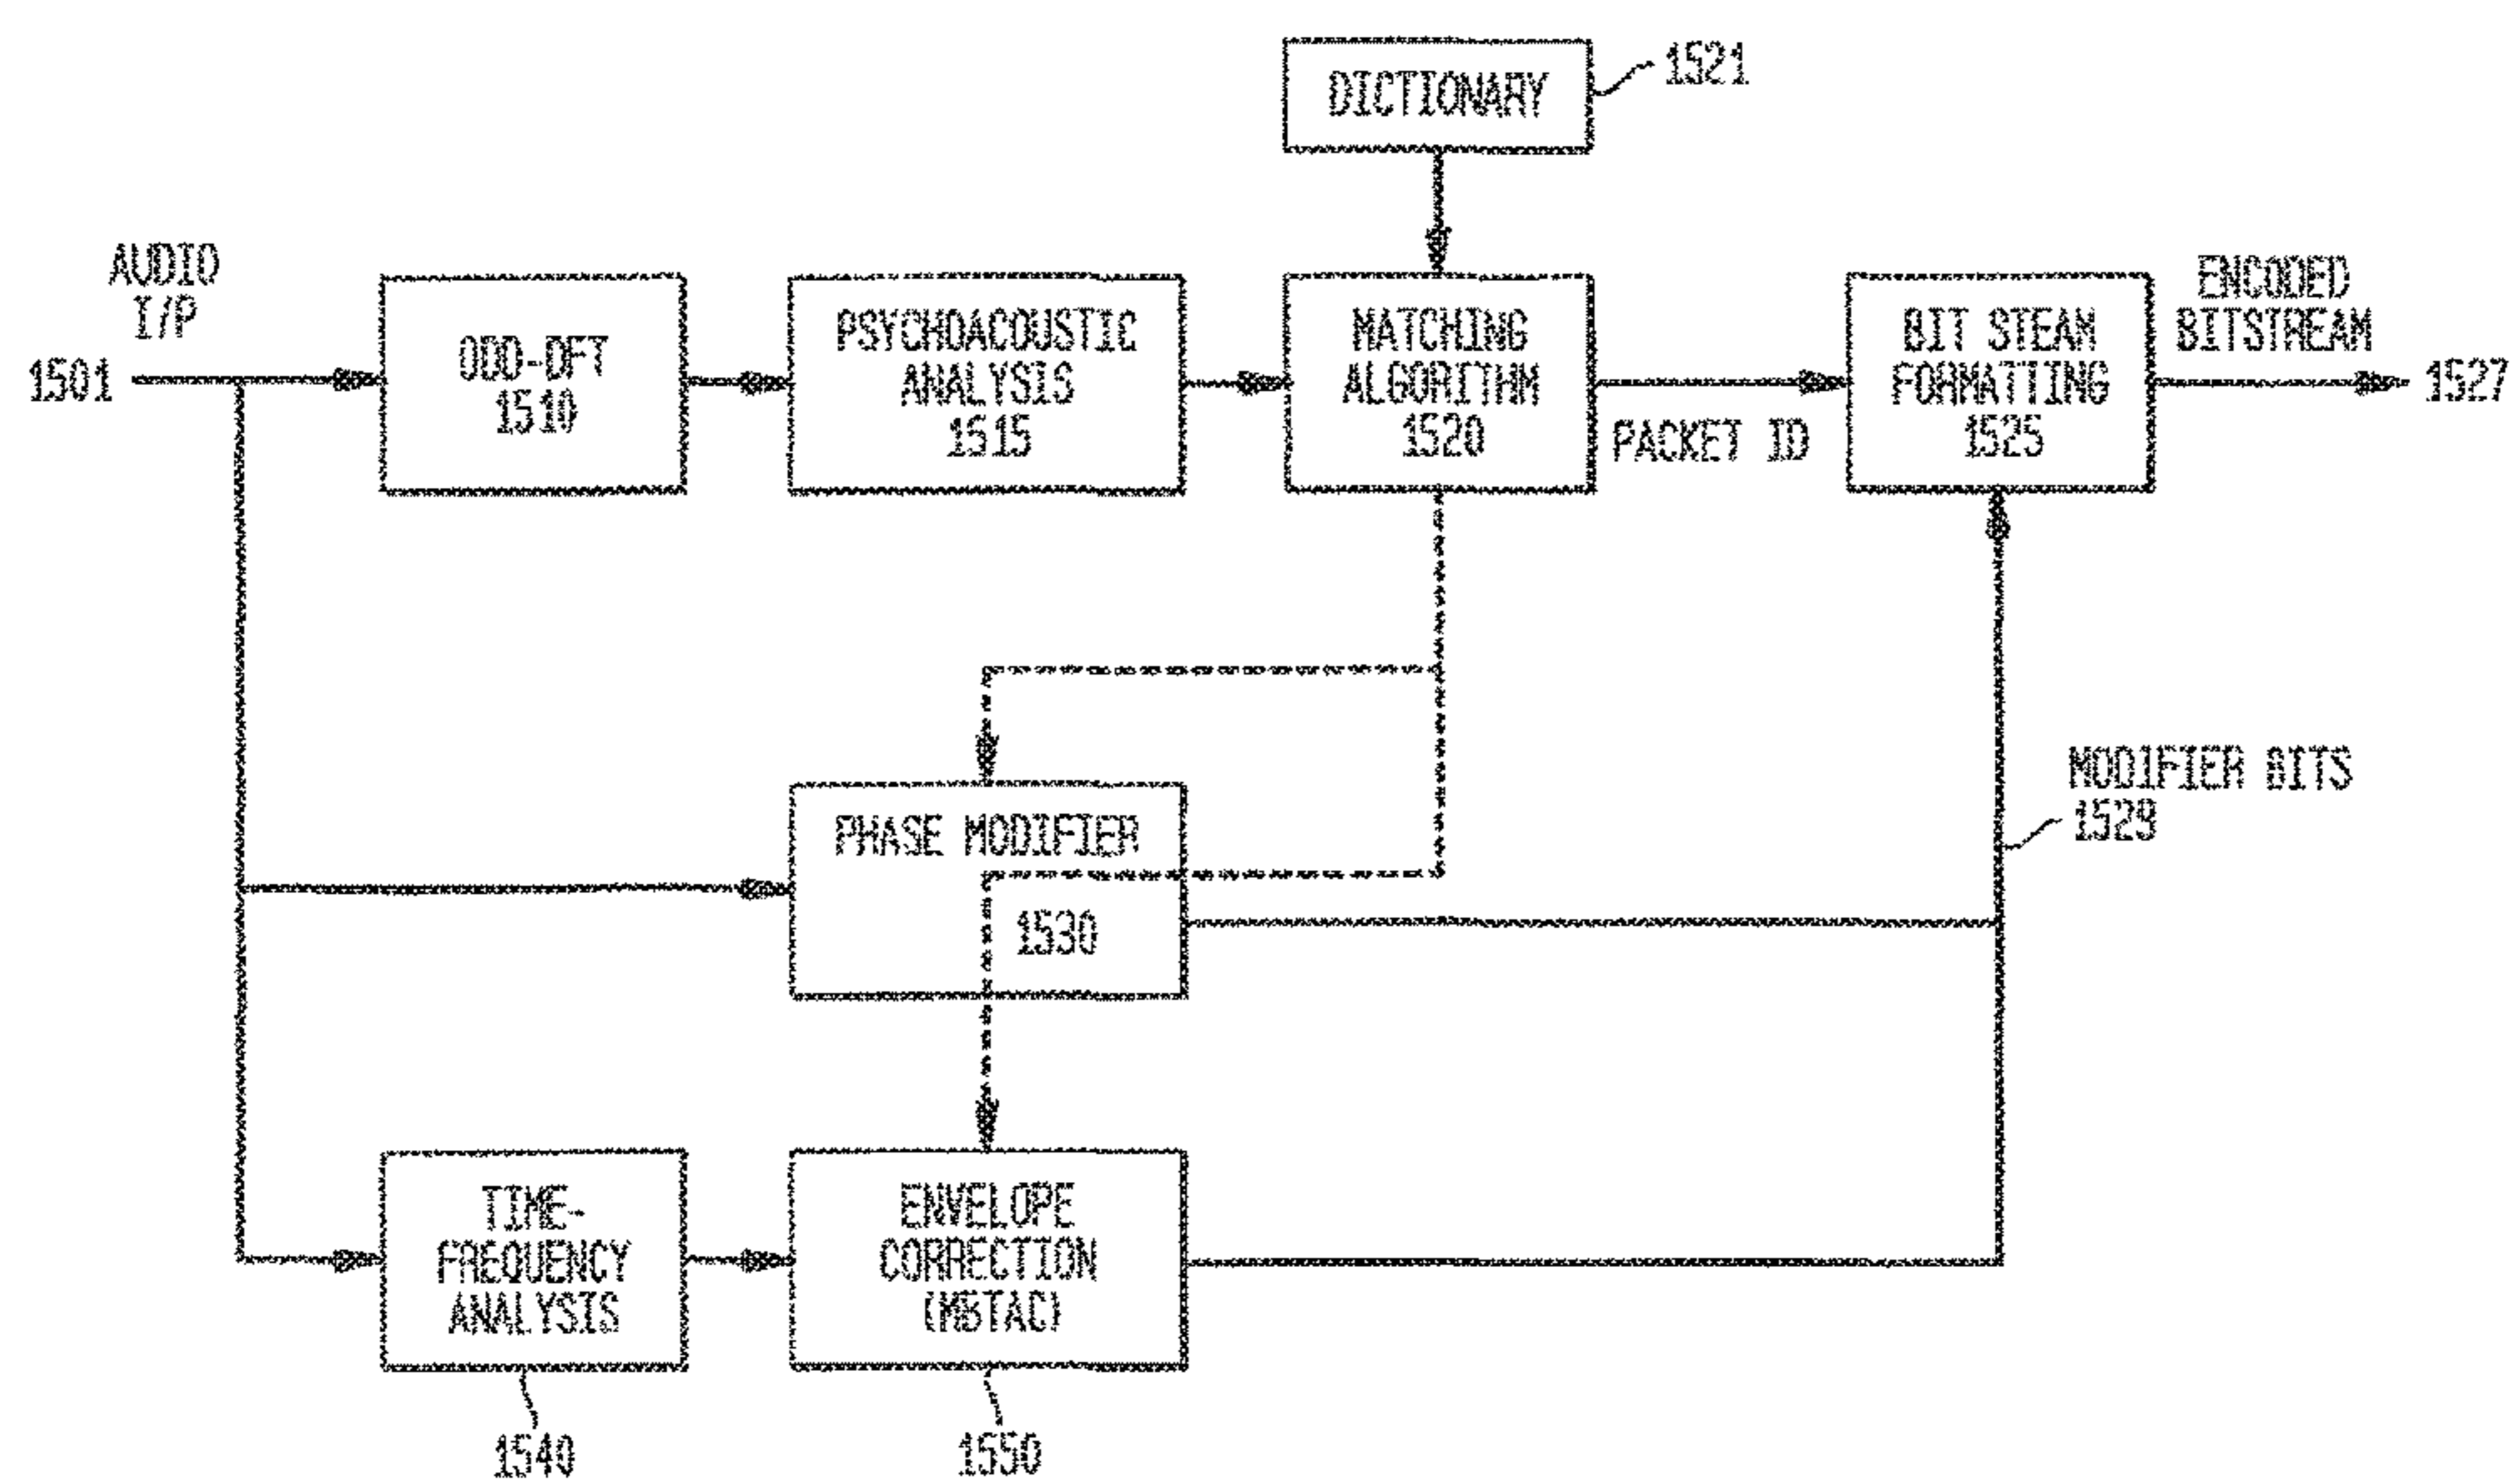 DICTIONARY
1521
AUDIO
I/P
1501
ODD-DFT
1510
PSYCHOACOUSTIC
ANALYSIS
1515
MATCHING
ALGORITHM
1520
PACKET ID
BIT STEAM
FORMATTING
1525
ENCODED
BITSTREAM
1527
MODIFIER BITS
1529
PHASE MODIFIER
1530
TIME-
FREQUENCY
ANALYSIS
1540
ENVELOPE
CORRECTION
(MBTAC)
1550